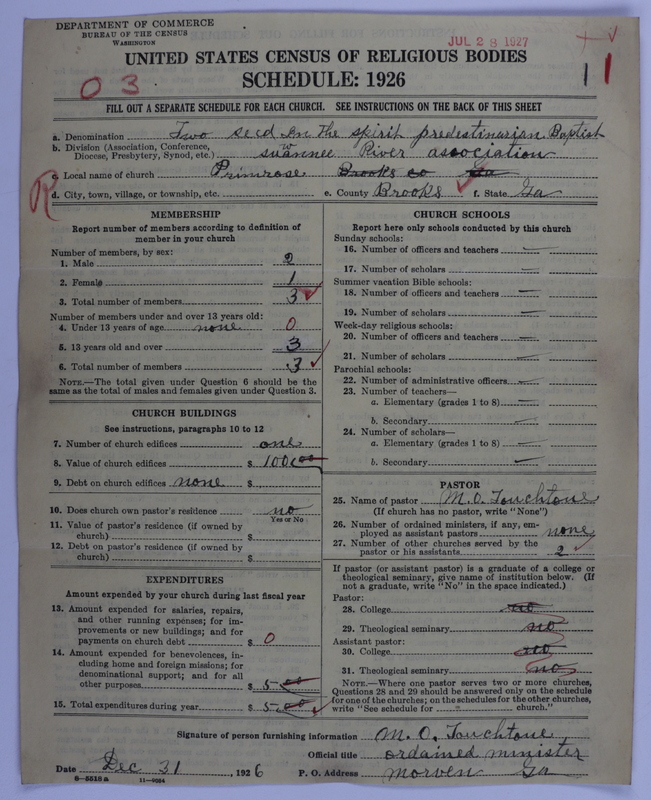 DEPARTMENT OF COMMERCE
BUREAU OF THE CENSUS
WASHINGTON
JUL 28 1927
UNITED STATES CENSUS OF RELIGIOUS BODIES
SCHEDULE: 1926
03
11
FILL OUT A SEPARATE SCHEDULE FOR EACH CHURCH. SEE INSTRUCTIONS ON THE BACK OF THIS SHEET
a. Denomination Two seed in the spirit predestinarian Baptist
b. Division (Association, Conference,
Diocese, Presbytery, Synod, etc.) suwannee River association
c. Local name of church Primrose Brooks co Ga
R
d. City, town, village, or township, etc. e. County Brooks f. State Ga
MEMBERSHIP
Report number of members according to definition of
member in your church
Number of members, by sex:
1. Male 2
2. Female 1
3. Total number of members 3
Number of members under and over 13 years old:
4. Under 13 years of age none 0
5. 13 years old and over 3
6. Total number of members 3
NOTE.—The total given under Question 6 should be the
same as the total of males and females given under Question 3.
CHURCH BUILDINGS
See instructions, paragraphs 10 to 12
7. Number of church edifices one
8. Value of church edifices $ 100.00
9. Debt on church edifices none $
10. Does church own pastor's residence no
Yes or No
11. Value of pastor's residence (if owned by
church) $
12. Debt on pastor's residence (if owned by
church) $
EXPENDITURES
Amount expended by your church during last fiscal year
13. Amount expended for salaries, repairs,
and other running expenses; for im-
provements or new buildings; and for
payments on church debt $ 0
14. Amount expended for benevolences, in-
cluding home and foreign missions; for
denominational support; and for all
other purposes $ 5.00
15. Total expenditures during year $ 5.00
CHURCH SCHOOLS
Report here only schools conducted by this church
Sunday schools:
16. Number of officers and teachers —
17. Number of scholars —
Summer vacation Bible schools:
18. Number of officers and teachers —
19. Number of scholars —
Week-day religious schools:
20. Number of officers and teachers —
21. Number of scholars —
Parochial schools:
22. Number of administrative officers —
23. Number of teachers—
a. Elementary (grades 1 to 8) —
b. Secondary —
24. Number of scholars—
a. Elementary (grades 1 to 8) —
b. Secondary —
PASTOR
25. Name of pastor M. O. Touchtone
(If church has no pastor, write "None")
26. Number of ordained ministers, if any, em-
ployed as assistant pastors none
27. Number of other churches served by the
pastor or his assistants 2
If pastor (or assistant pastor) is a graduate of a college or
theological seminary, give name of institution below. (If
not a graduate, write "No" in the space indicated.)
Pastor:
28. College no
29. Theological seminary no
Assistant pastor:
30. College no
31. Theological seminary no
NOTE.—Where one pastor serves two or more churches,
Questions 28 and 29 should be answered only on the schedule
for one of the churches; on the schedules for the other churches,
write "See schedule for church."
Signature of person furnishing information M. O. Touchtone
Official title ordained minister
Date Dec 31, 1926 P. O. Address Morven Ga
8—5518a 11—9004